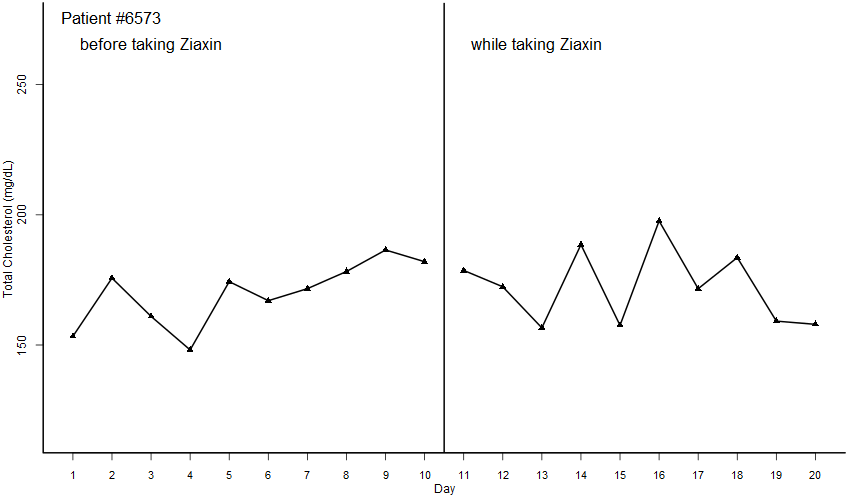 Patient #6573
before taking Ziaxin
while taking Ziaxin
Total Cholesterol (mg/dL)
250
200
150
1 2 3 4 5 6 7 8 9 10 11 12 13 14 15 16 17 18 19 20
Day